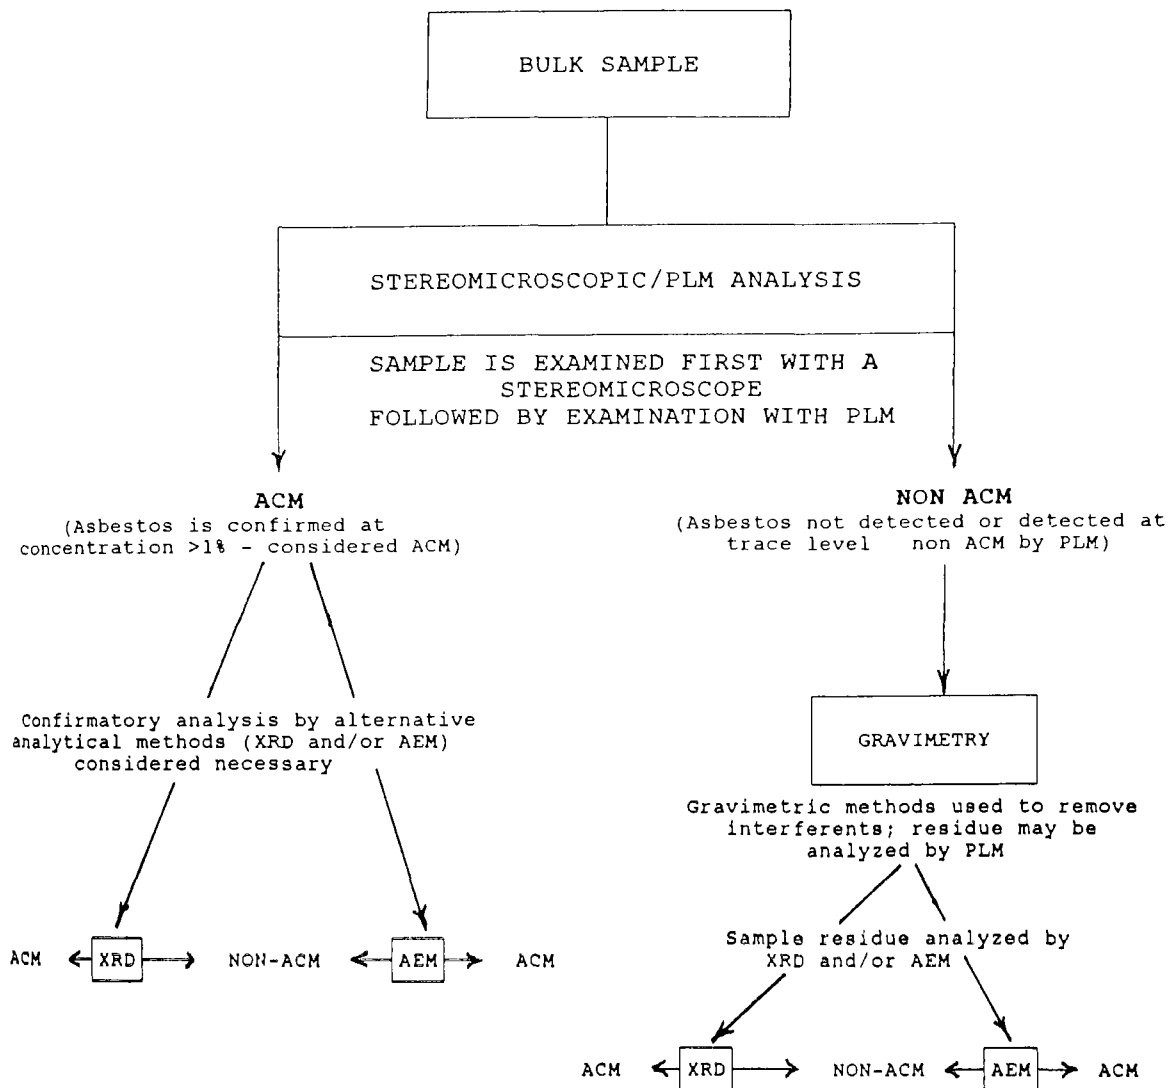 BULK SAMPLE
STEREOMICROSCOPIC/PLM ANALYSIS
SAMPLE IS EXAMINED FIRST WITH A
STEREOMICROSCOPE
FOLLOWED BY EXAMINATION WITH PLM
ACM
(Asbestos is confirmed at
concentration >1% - considered ACM)
NON ACM
(Asbestos not detected or detected at
trace level non ACM by PLM)
Confirmatory analysis by alternative
analytical methods (XRD and/or AEM)
considered necessary
ACM XRD NON-ACM AEM ACM
GRAVIMETRY
Gravimetric methods used to remove
interferents; residue may be
analyzed by PLM
Sample residue analyzed by
XRD and/or AEM
ACM XRD NON-ACM AEM ACM